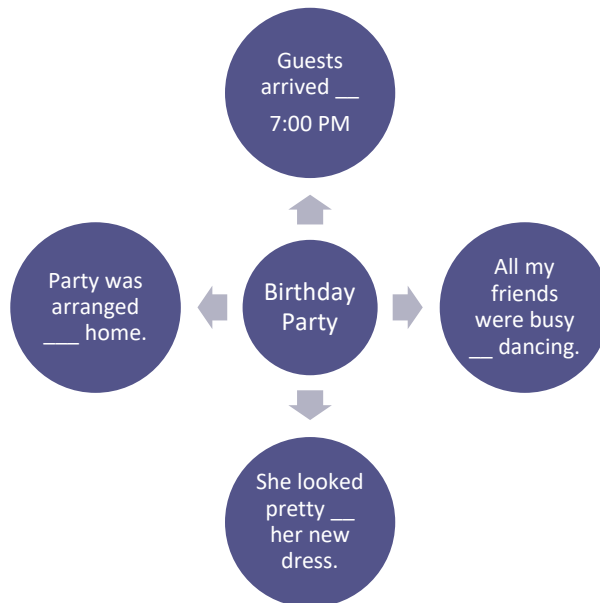 Guests
arrived __
7:00 PM
Party was
arranged
___ home.
Birthday
Party
All my
friends
were busy
__ dancing.
She looked
pretty __
her new
dress.